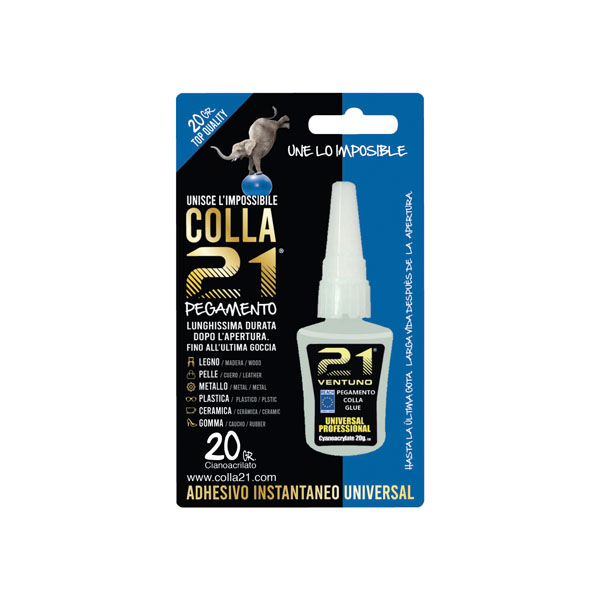 20 GR.
TOP QUALITY
UNE LO IMPOSIBLE
UNISCE L'IMPOSSIBILE
COLLA
21®
PEGAMENTO
LUNGHISSIMA DURATA
DOPO L'APERTURA.
FINO ALL'ULTIMA GOCCIA
LEGNO / MADERA / WOOD
PELLE / CUERO / LEATHER
METALLO / METAL / METAL
PLASTICA / PLÁSTICO / PLSTIC
CERAMICA / CERÁMICA / CERAMIC
GOMMA / CAUCHO / RUBBER
20 GR.
Cianoacrilato
www.colla21.com
ADHESIVO INSTANTANEO UNIVERSAL
21®
VENTUNO
REACH
PEGAMENTO
COLLA
GLUE
UNIVERSAL
PROFESSIONAL
Cyanoacrylate 20g.
HASTA LA ÚLTIMA GOTA. LARGA VIDA DESPUÉS DE LA APERTURA.